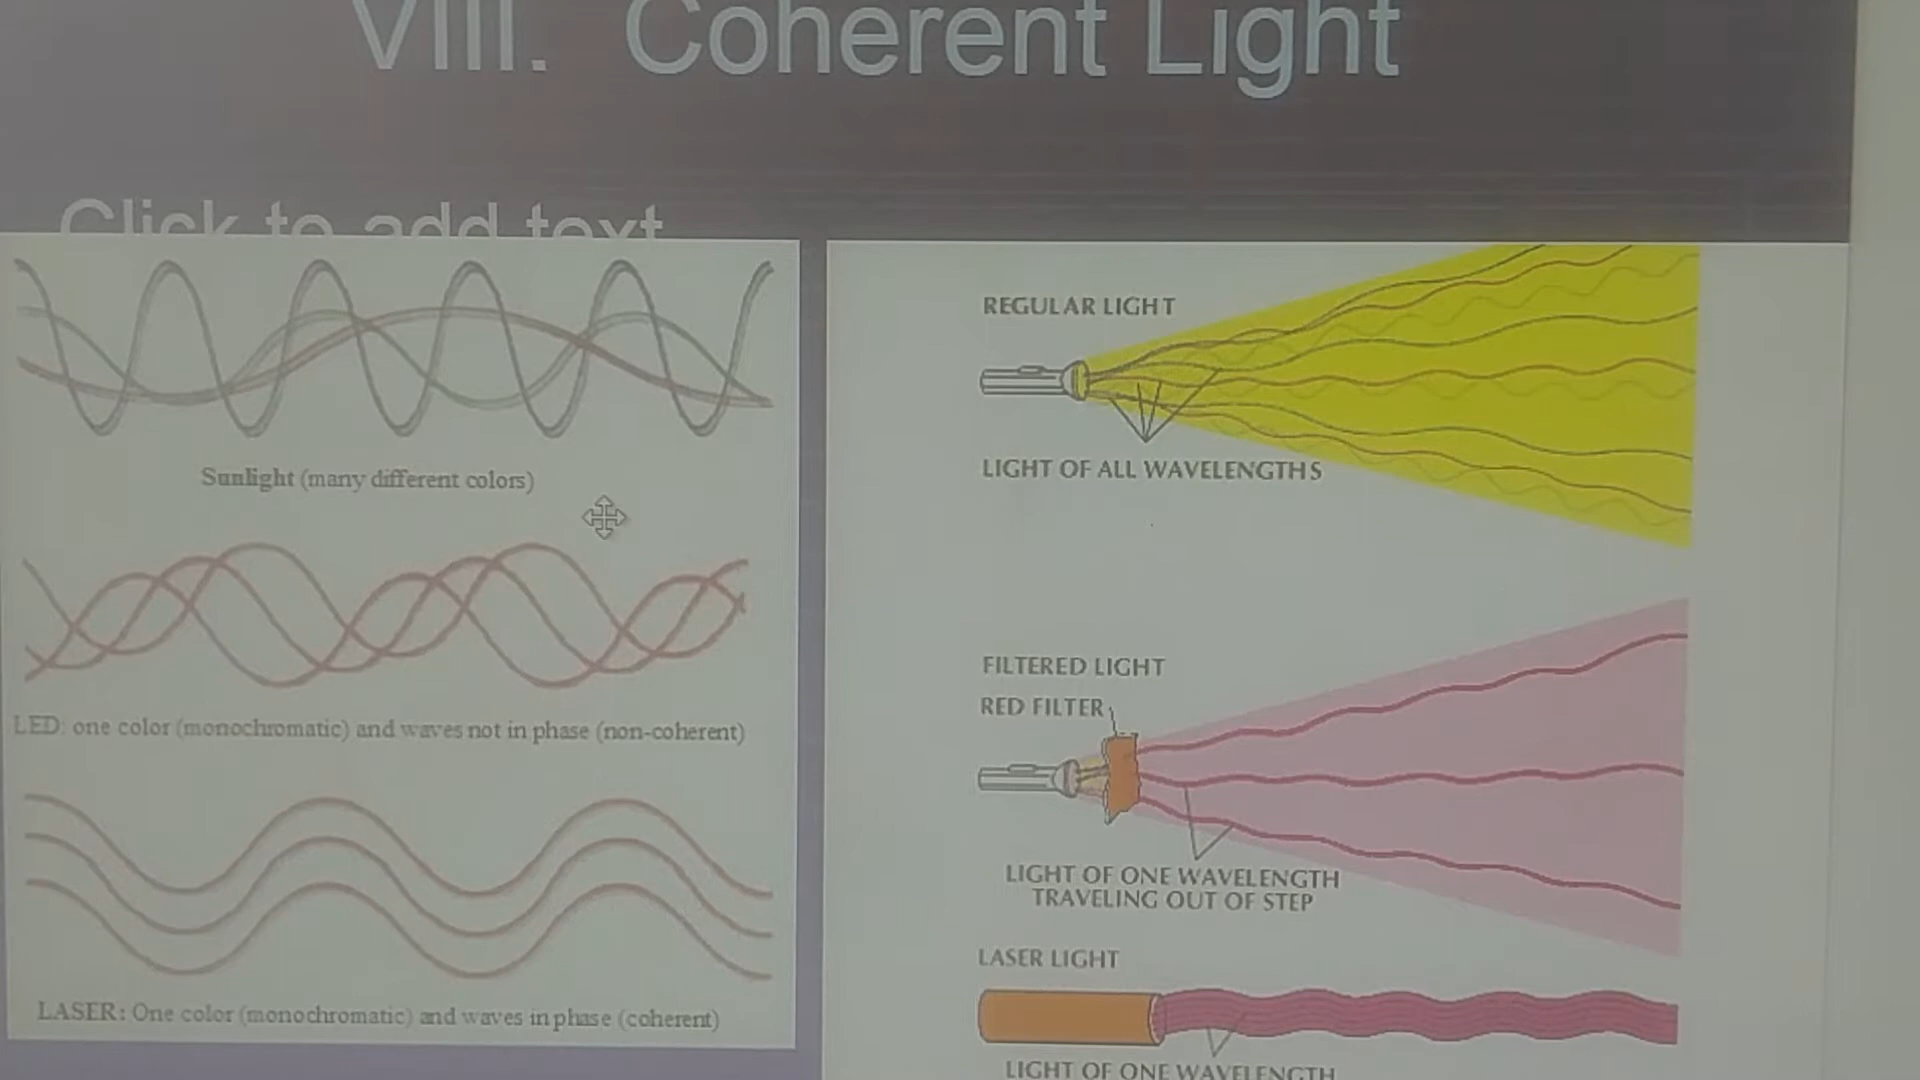 VIII. Coherent Light
Click to add text
Sunlight (many different colors)
LED: one color (monochromatic) and waves not in phase (non-coherent)
LASER: One color (monochromatic) and waves in phase (coherent)
REGULAR LIGHT
LIGHT OF ALL WAVELENGTHS
FILTERED LIGHT
RED FILTER
LIGHT OF ONE WAVELENGTH
TRAVELING OUT OF STEP
LASER LIGHT
LIGHT OF ONE WAVELENGTH